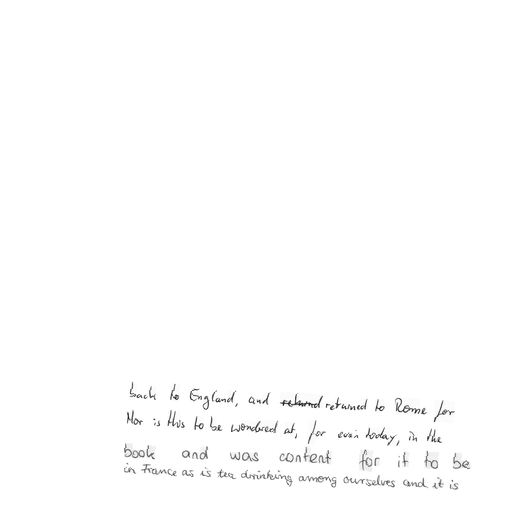 back to England, and returned to Rome for
Nor is this to be wondered at, for even today, in the
book and was content for it to be
in France as is tea drinking among ourselves and it is